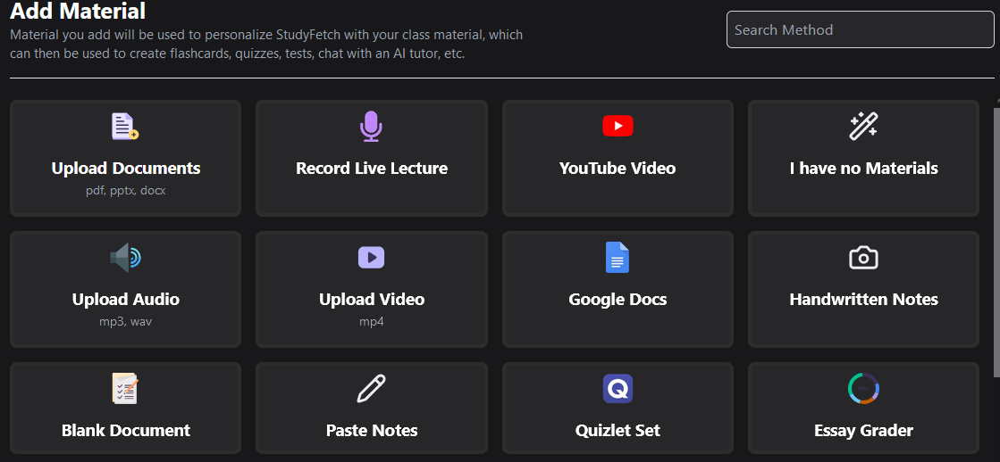 Add Material
Material you add will be used to personalize StudyFetch with your class material, which
can then be used to create flashcards, quizzes, tests, chat with an AI tutor, etc.
Search Method
Upload Documents
pdf, pptx, docx
Record Live Lecture
YouTube Video
I have no Materials
Upload Audio
mp3, wav
Upload Video
mp4
Google Docs
Handwritten Notes
Blank Document
Paste Notes
Quizlet Set
Essay Grader